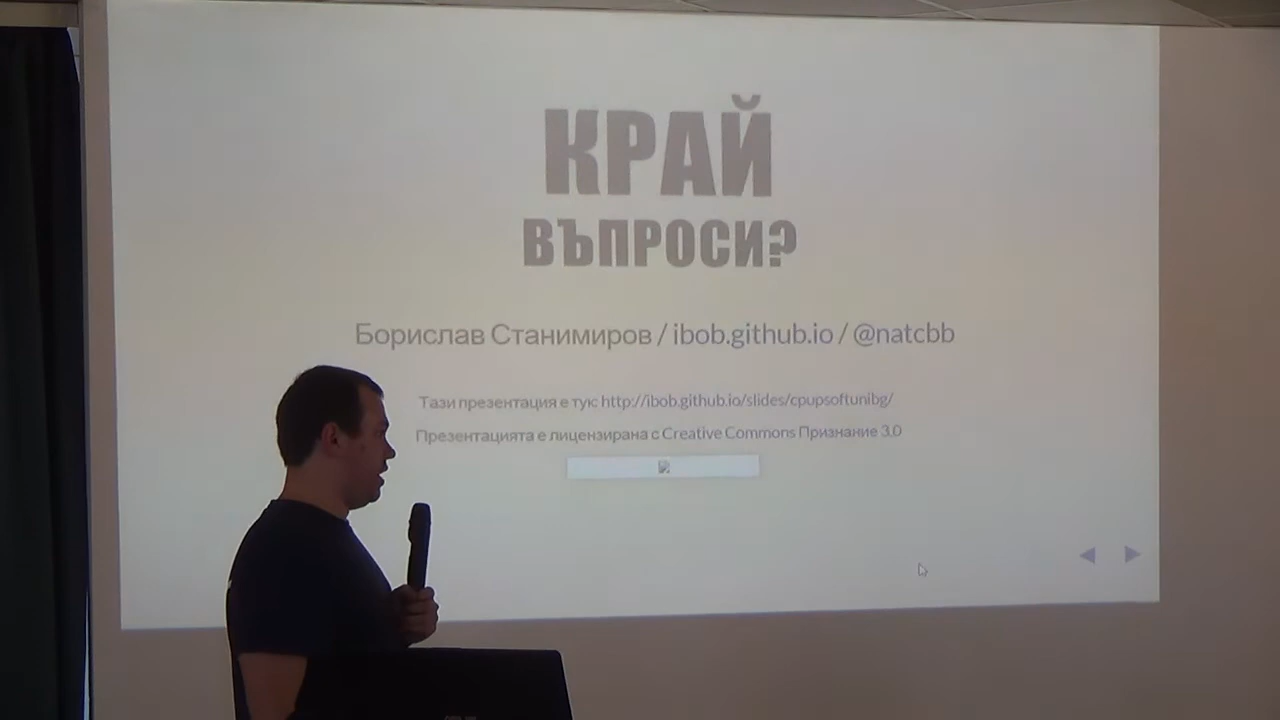 КРАЙ
ВЪПРОСИ?
Борислав Станимиров / ibob.github.io / @natcbb
Тази презентация е тук: http://ibob.github.io/slides/cpupsoftunibg/
Презентацията е лицензирана с Creative Commons Признание 3.0